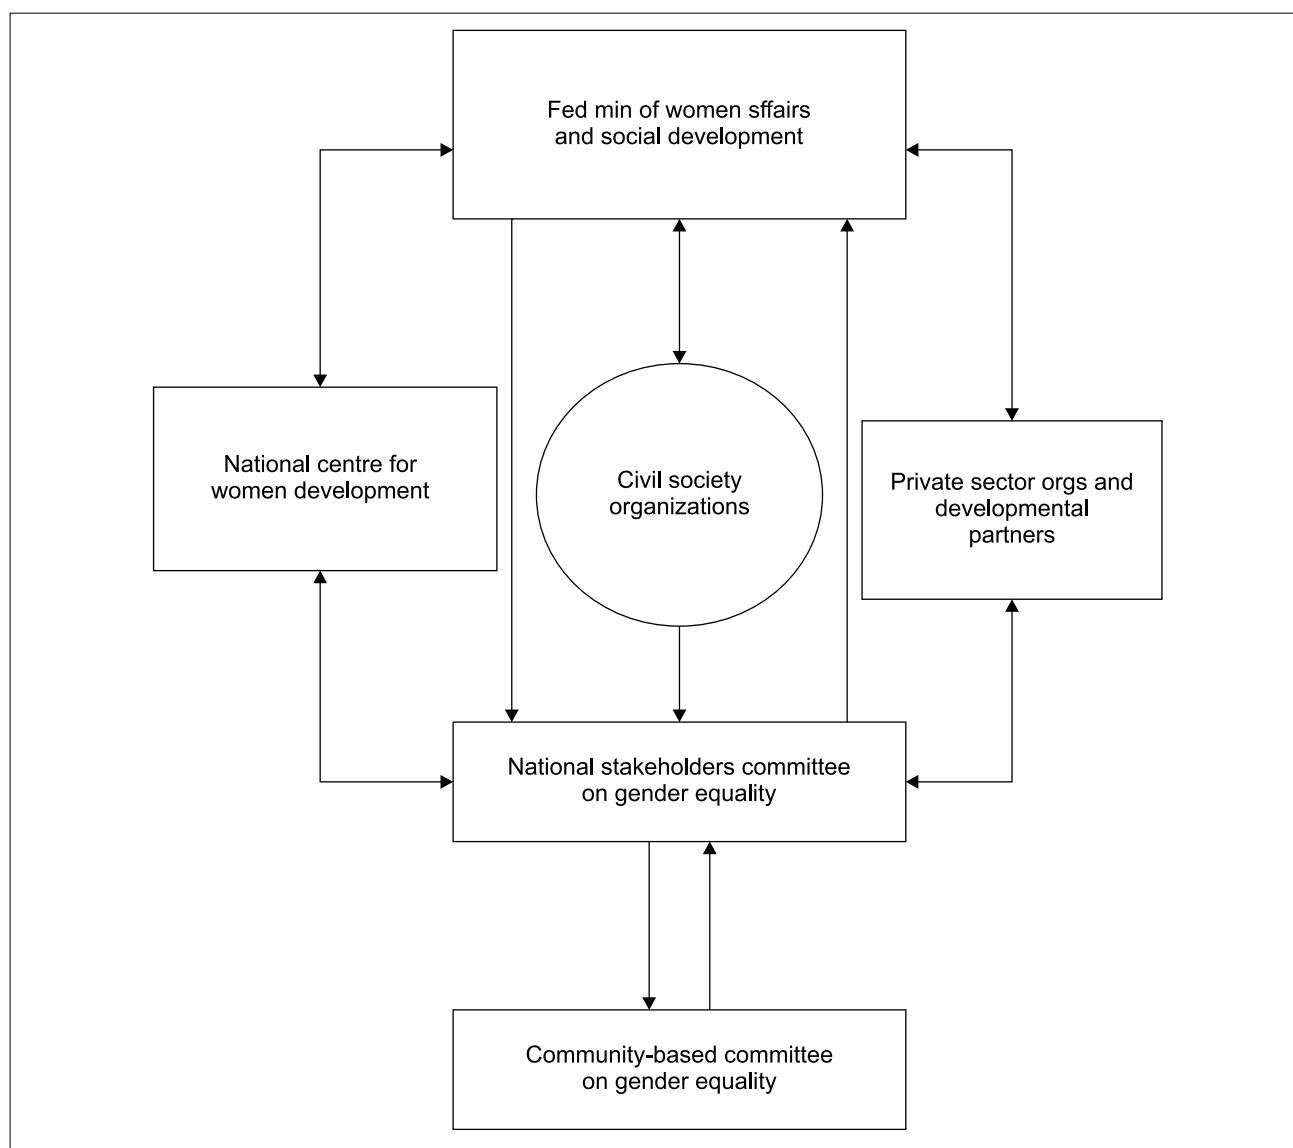 Fed min of women sffairs
and social development
National centre for
women development
Civil society
organizations
Private sector orgs and
developmental
partners
National stakeholders committee
on gender equality
Community-based committee
on gender equality